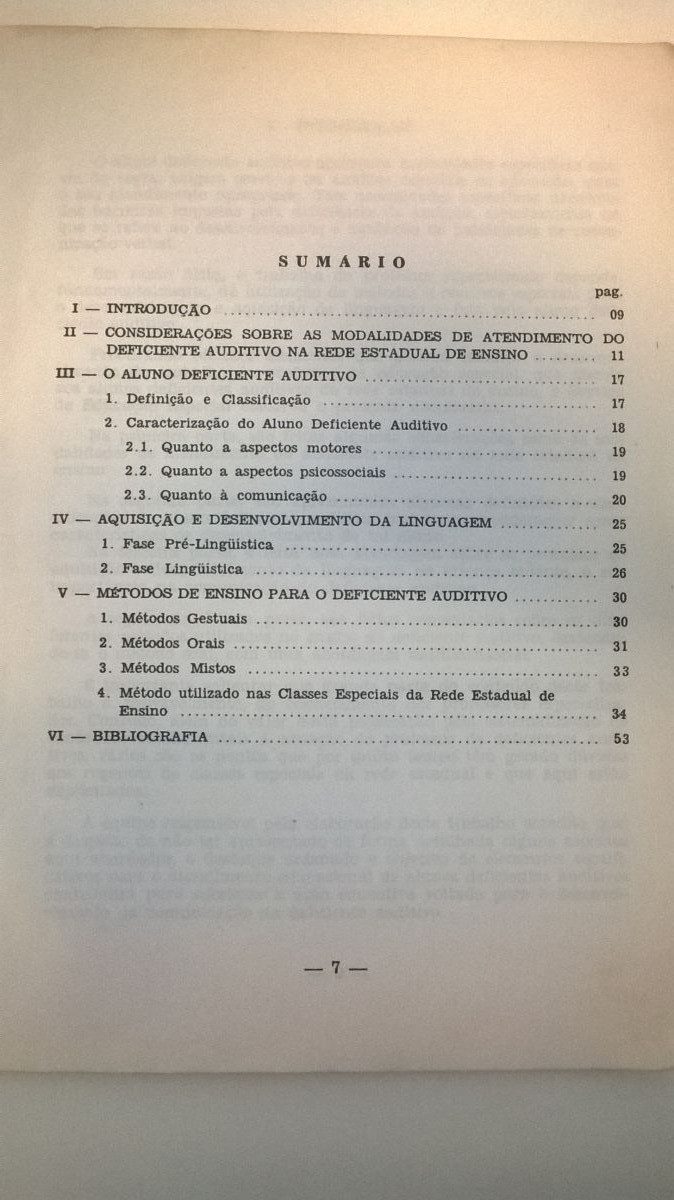 SUMÁRIO
pag.
I — INTRODUÇÃO ........................................ 09
II — CONSIDERAÇÕES SOBRE AS MODALIDADES DE ATENDIMENTO DO
DEFICIENTE AUDITIVO NA REDE ESTADUAL DE ENSINO ......... 11
III — O ALUNO DEFICIENTE AUDITIVO ........................ 17
1. Definição e Classificação ........................ 17
2. Caracterização do Aluno Deficiente Auditivo ........................ 18
2.1. Quanto a aspectos motores ........................ 19
2.2. Quanto a aspectos psicossociais ........................ 19
2.3. Quanto à comunicação ........................ 20
IV — AQUISIÇÃO E DESENVOLVIMENTO DA LINGUAGEM ............ 25
1. Fase Pré-Lingüística ........................ 25
2. Fase Lingüística ........................ 26
V — MÉTODOS DE ENSINO PARA O DEFICIENTE AUDITIVO ............ 30
1. Métodos Gestuais ........................ 30
2. Métodos Orais ........................ 31
3. Métodos Mistos ........................ 33
4. Método utilizado nas Classes Especiais da Rede Estadual de
Ensino ........................ 34
VI — BIBLIOGRAFIA ........................ 53
— 7 —